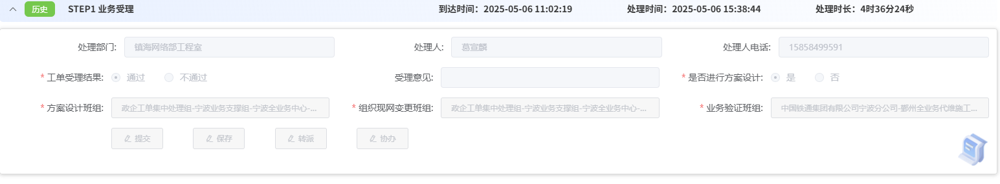 历史 STEP1 业务受理 到达时间：2025-05-06 11:02:19 处理时间：2025-05-06 15:38:44 处理时长：4时36分24秒
处理部门: 镇海网络部工程室 处理人: 葛宣麟 处理人电话: 15858499591
* 工单受理结果: 通过 不通过 受理意见: * 是否进行方案设计: 是 否
* 方案设计班组: 政企工单集中处理组-宁波业务支撑组-宁波全业务中心-... * 组织现网变更班组: 政企工单集中处理组-宁波业务支撑组-宁波全业务中心-... * 业务验证班组: 中国铁通集团有限公司宁波分公司-鄞州全业务代维施工...
提交 保存 转派 协办